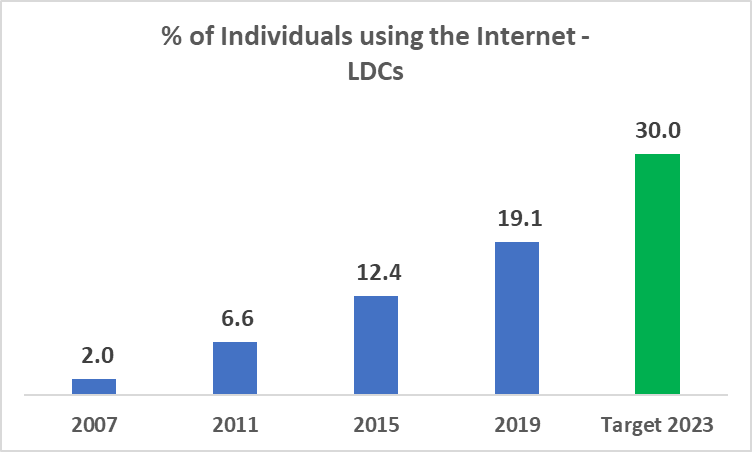 % of Individuals using the Internet -
LDCs
30.0
19.1
12.4
6.6
2.0
2007 2011 2015 2019 Target 2023